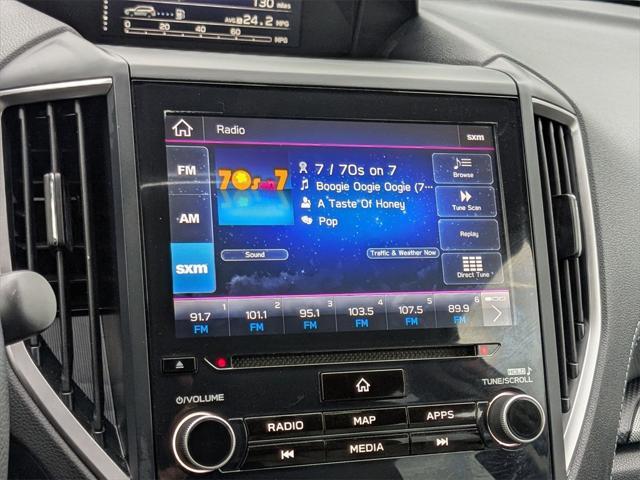 130 miles
AVG 24.2 MPG
0 20 40 60 MPG
Radio
sxm
FM
70s on 7
7 / 70s on 7
Browse
Boogie Oogie Oogie (7...
AM
A Taste Of Honey
Tune Scan
Pop
Replay
sxm
Sound
Traffic & Weather Now
Direct Tune
1 2 3 4 5 6
91.7 101.1 95.1 103.5 107.5 89.9
FM FM FM FM FM FM
HOLD
TUNE/SCROLL
/VOLUME
RADIO MAP APPS
MEDIA